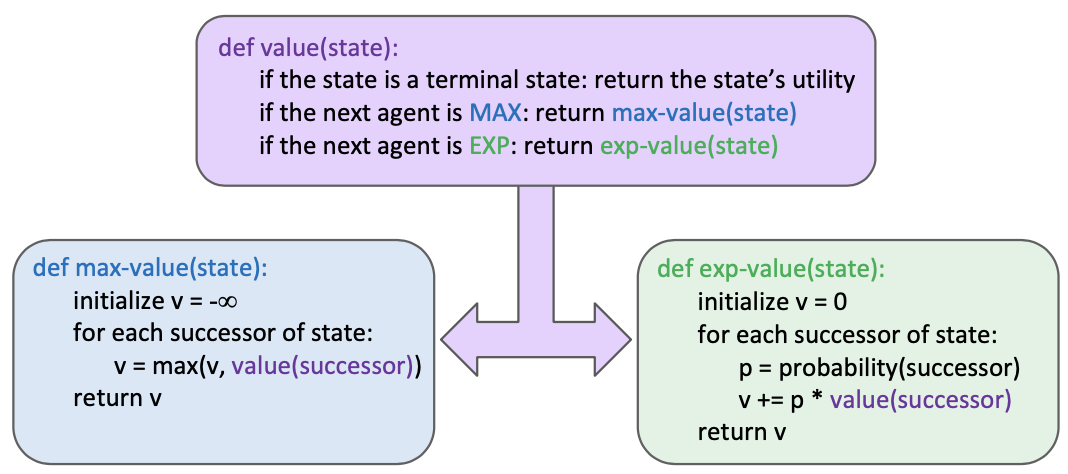 def value(state):
if the state is a terminal state: return the state’s utility
if the next agent is MAX: return max-value(state)
if the next agent is EXP: return exp-value(state)
def max-value(state):
initialize v = -∞
for each successor of state:
v = max(v, value(successor))
return v
def exp-value(state):
initialize v = 0
for each successor of state:
p = probability(successor)
v += p * value(successor)
return v